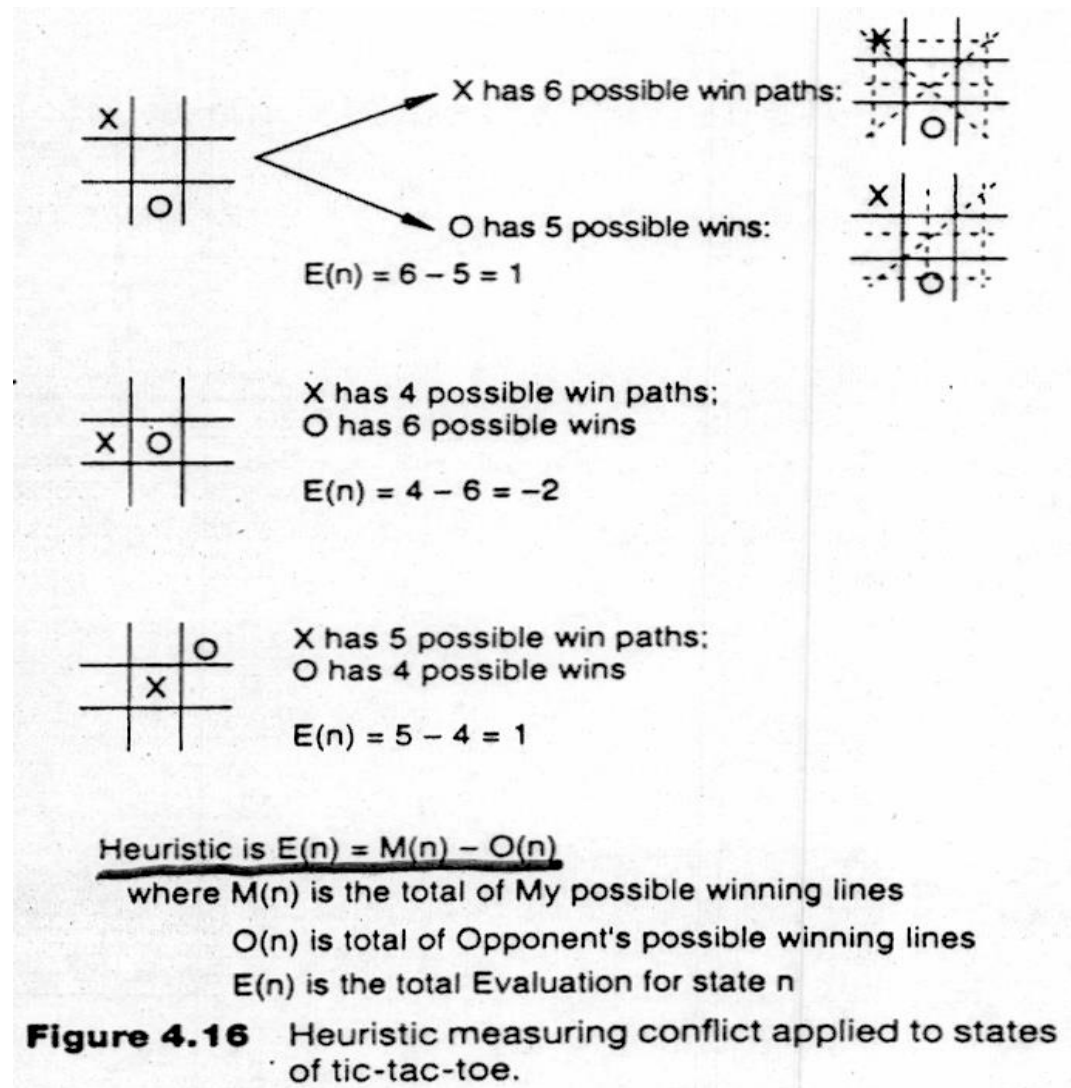 X
O
X has 6 possible win paths:
X
O
O has 5 possible wins:
X
O
E(n) = 6 – 5 = 1
X O
X has 4 possible win paths;
O has 6 possible wins
E(n) = 4 – 6 = –2
O
X
X has 5 possible win paths;
O has 4 possible wins
E(n) = 5 – 4 = 1
Heuristic is E(n) = M(n) – O(n)
where M(n) is the total of My possible winning lines
O(n) is total of Opponent's possible winning lines
E(n) is the total Evaluation for state n
Figure 4.16 Heuristic measuring conflict applied to states
of tic-tac-toe.